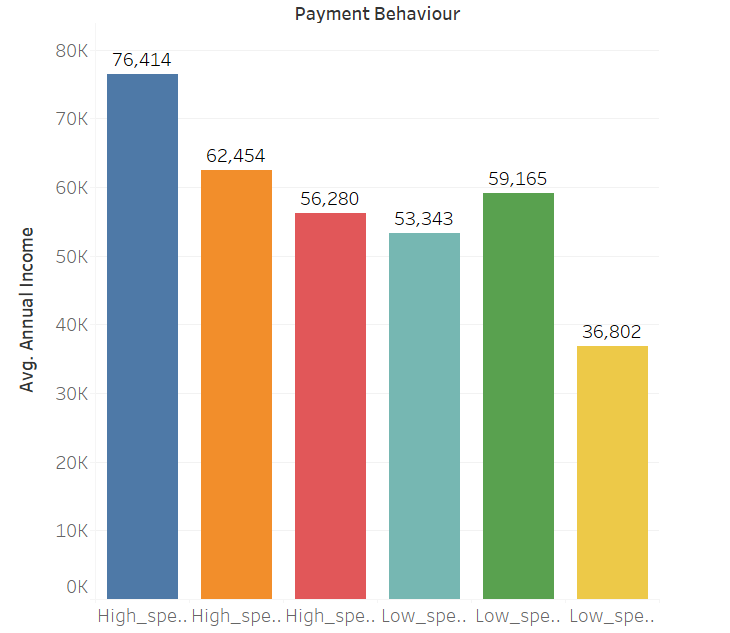 Payment Behaviour
Avg. Annual Income
80K
70K
60K
50K
40K
30K
20K
10K
0K
76,414
62,454
56,280
53,343
59,165
36,802
High_spe.. High_spe.. High_spe.. Low_spe.. Low_spe.. Low_spe..